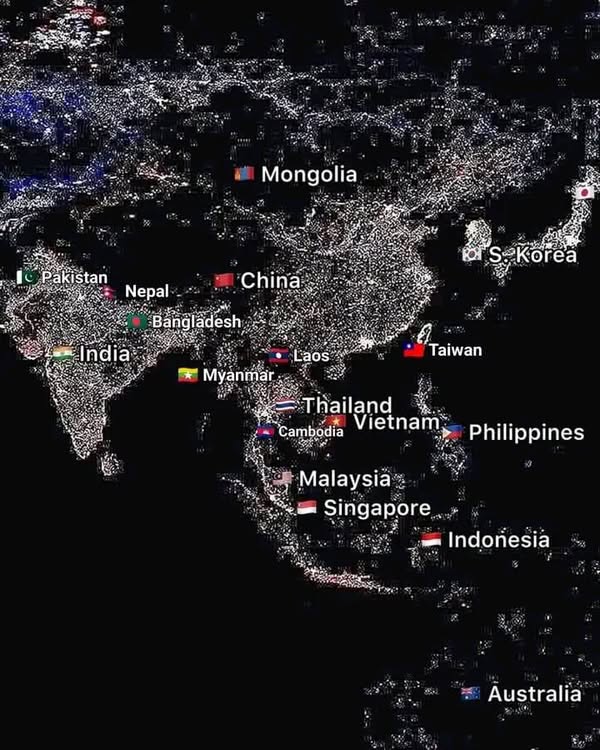 Mongolia
S. Korea
Pakistan
China
Nepal
Bangladesh
Taiwan
India
Laos
Myanmar
Thailand
Vietnam
Cambodia
Philippines
Malaysia
Singapore
Indonesia
Australia